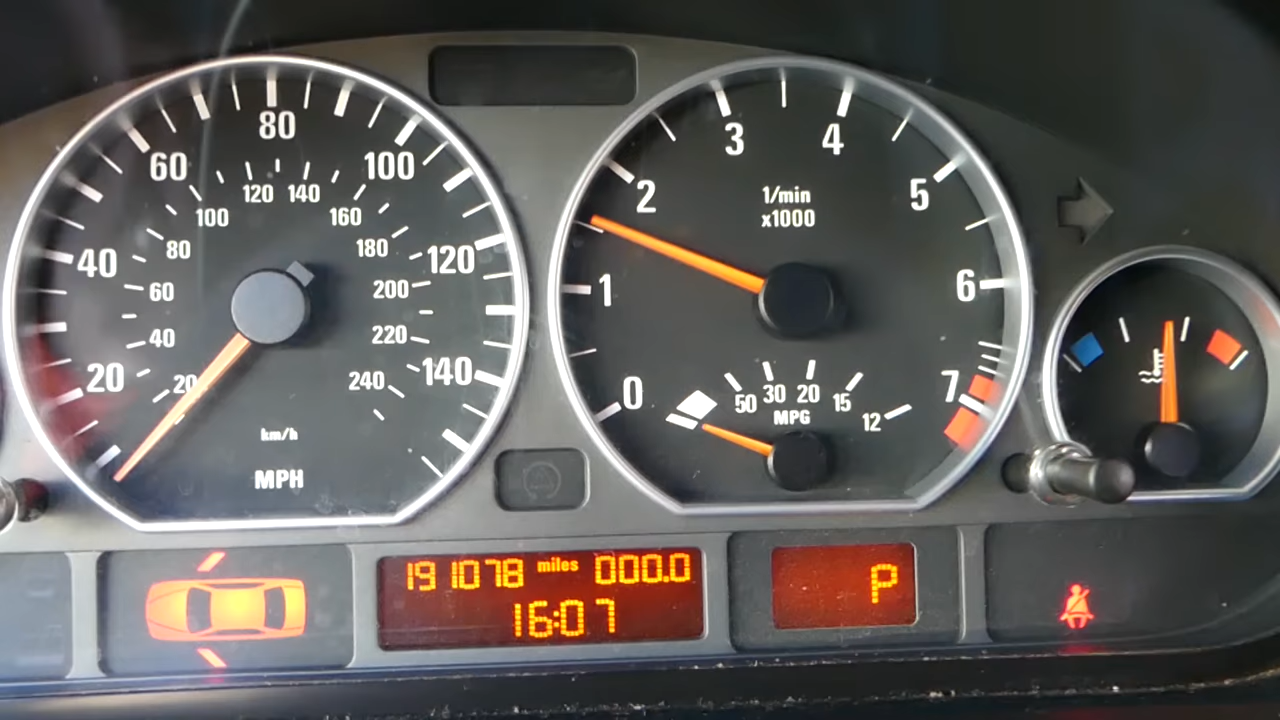 20 40 60 80 100 120 140
20 40 60 80 100 120 140 160 180 200 220 240
km/h
MPH
0 1 2 3 4 5 6 7
1/min
x1000
50 30 20 15 12
MPG
191078 miles 000.0
16:07
P